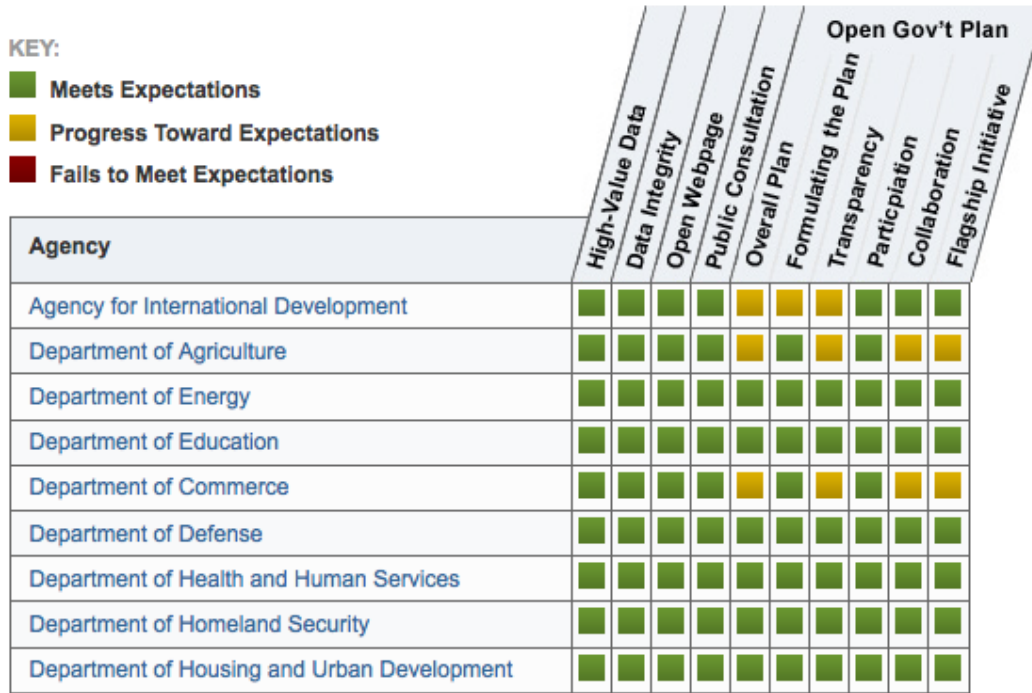 KEY:
Meets Expectations
Progress Toward Expectations
Fails to Meet Expectations
Open Gov't Plan
High-Value Data
Data Integrity
Open Webpage
Public Consultation
Overall Plan
Formulating the Plan
Transparency
Particpiation
Collaboration
Flagship Initiative
Agency
Agency for International Development
Department of Agriculture
Department of Energy
Department of Education
Department of Commerce
Department of Defense
Department of Health and Human Services
Department of Homeland Security
Department of Housing and Urban Development